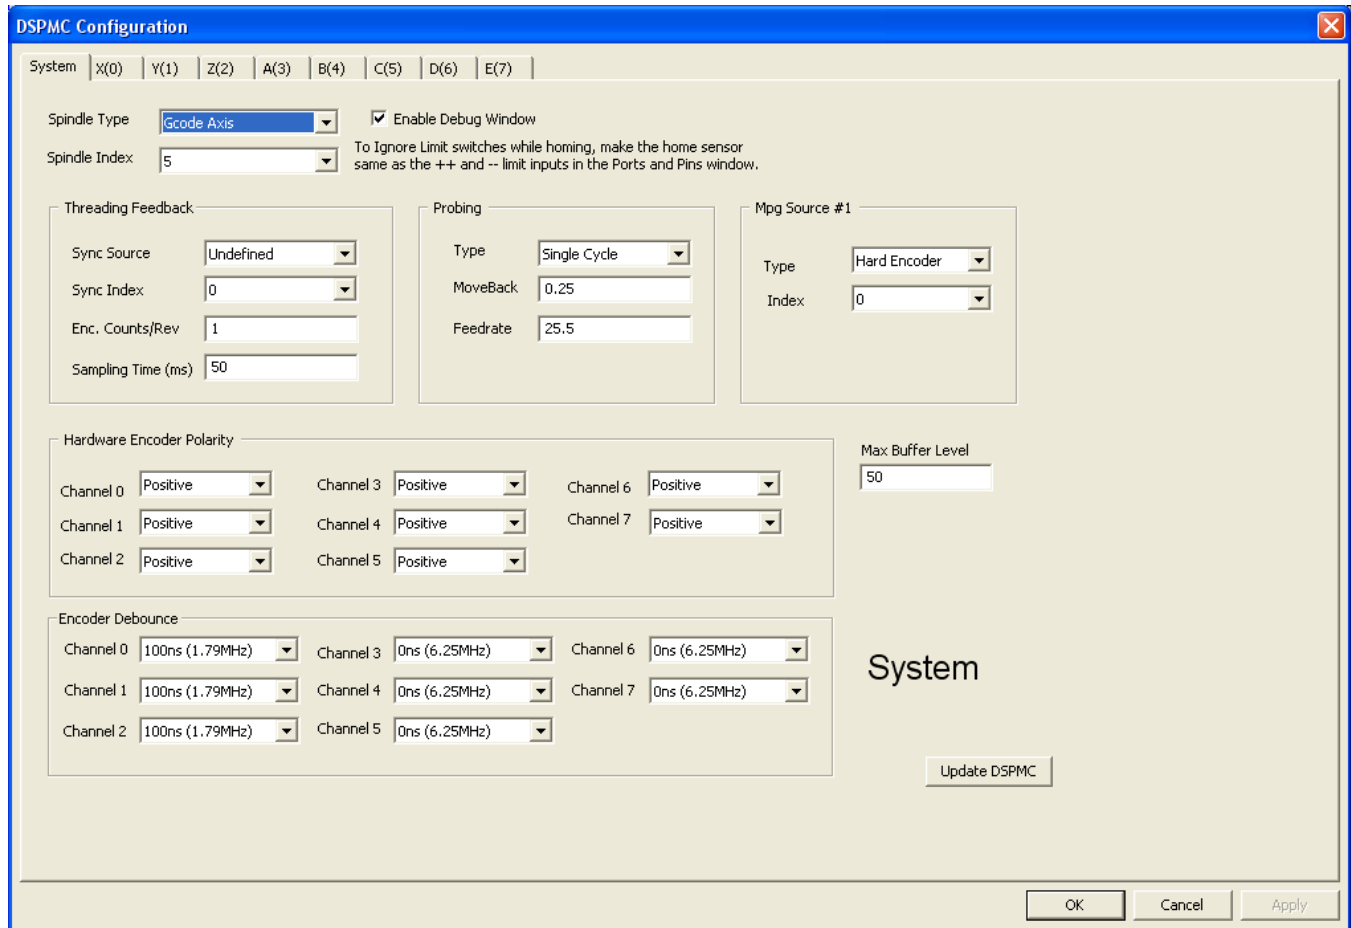 DSPMC Configuration
System X(0) Y(1) Z(2) A(3) B(4) C(5) D(6) E(7)
Spindle Type Gcode Axis Enable Debug Window
Spindle Index 5
To Ignore Limit switches while homing, make the home sensor
same as the ++ and -- limit inputs in the Ports and Pins window.
Threading Feedback
Sync Source Undefined
Sync Index 0
Enc. Counts/Rev 1
Sampling Time (ms) 50
Probing
Type Single Cycle
MoveBack 0.25
Feedrate 25.5
Mpg Source #1
Type Hard Encoder
Index 0
Hardware Encoder Polarity
Channel 0 Positive Channel 3 Positive Channel 6 Positive
Channel 1 Positive Channel 4 Positive Channel 7 Positive
Channel 2 Positive Channel 5 Positive
Max Buffer Level
50
Encoder Debounce
Channel 0 100ns (1.79MHz) Channel 3 0ns (6.25MHz) Channel 6 0ns (6.25MHz)
Channel 1 100ns (1.79MHz) Channel 4 0ns (6.25MHz) Channel 7 0ns (6.25MHz)
Channel 2 100ns (1.79MHz) Channel 5 0ns (6.25MHz)
System
Update DSPMC
OK Cancel Apply